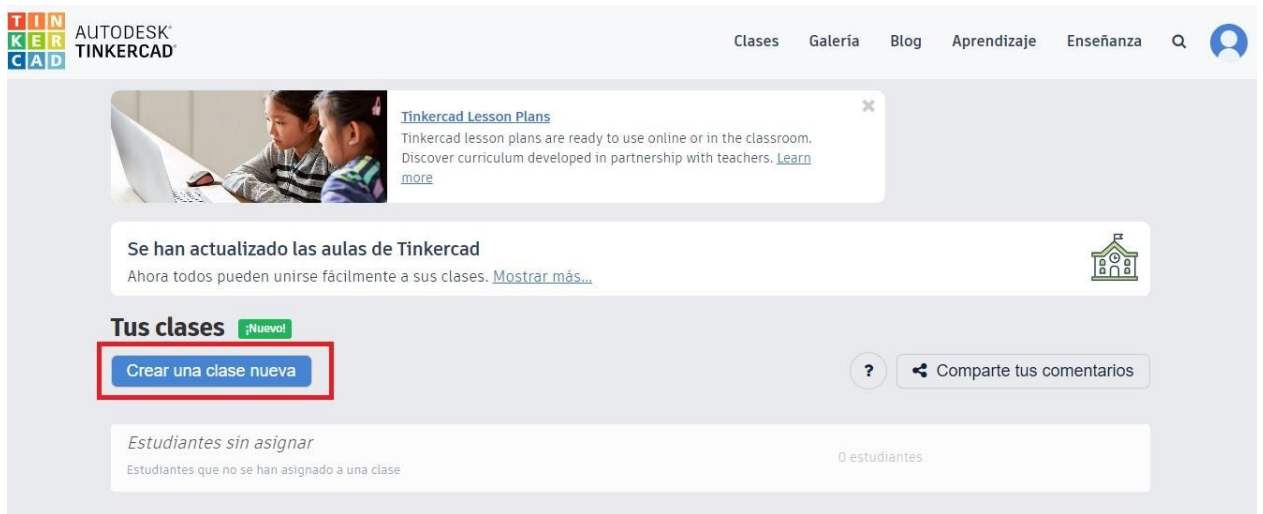 TIN
KER
CAD
AUTODESK®
TINKERCAD®
Clases Galería Blog Aprendizaje Enseñanza
Tinkercad Lesson Plans
Tinkercad lesson plans are ready to use online or in the classroom.
Discover curriculum developed in partnership with teachers. Learn
more
Se han actualizado las aulas de Tinkercad
Ahora todos pueden unirse fácilmente a sus clases. Mostrar más...
Tus clases ¡Nuevo!
Crear una clase nueva ? Comparte tus comentarios
Estudiantes sin asignar
Estudiantes que no se han asignado a una clase
0 estudiantes